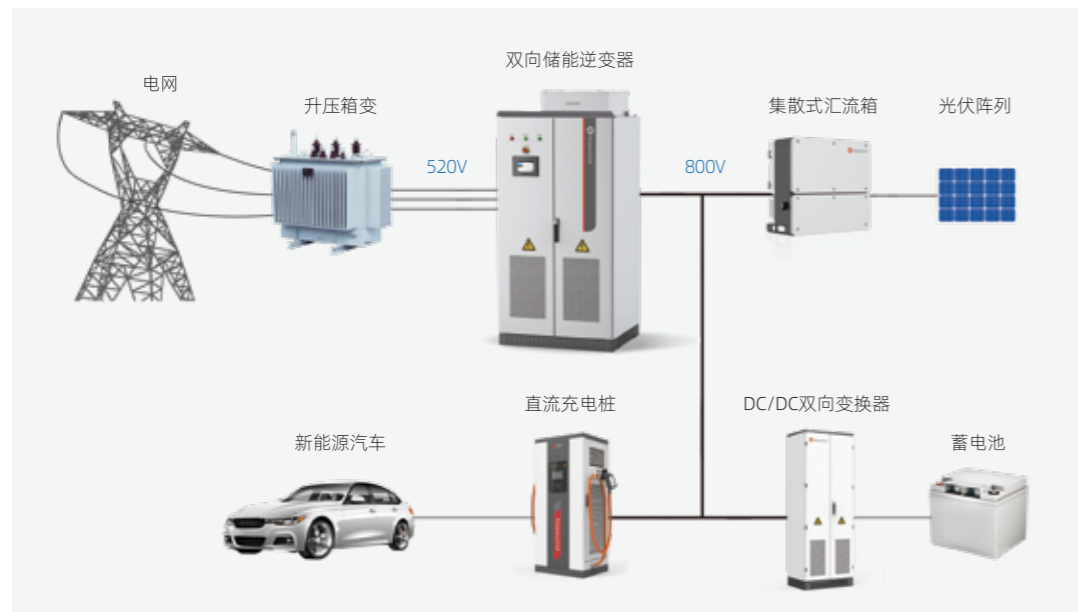 电网
升压箱变
双向储能逆变器
集散式汇流箱
光伏阵列
520V
800V
新能源汽车
直流充电桩
DC/DC双向变换器
蓄电池